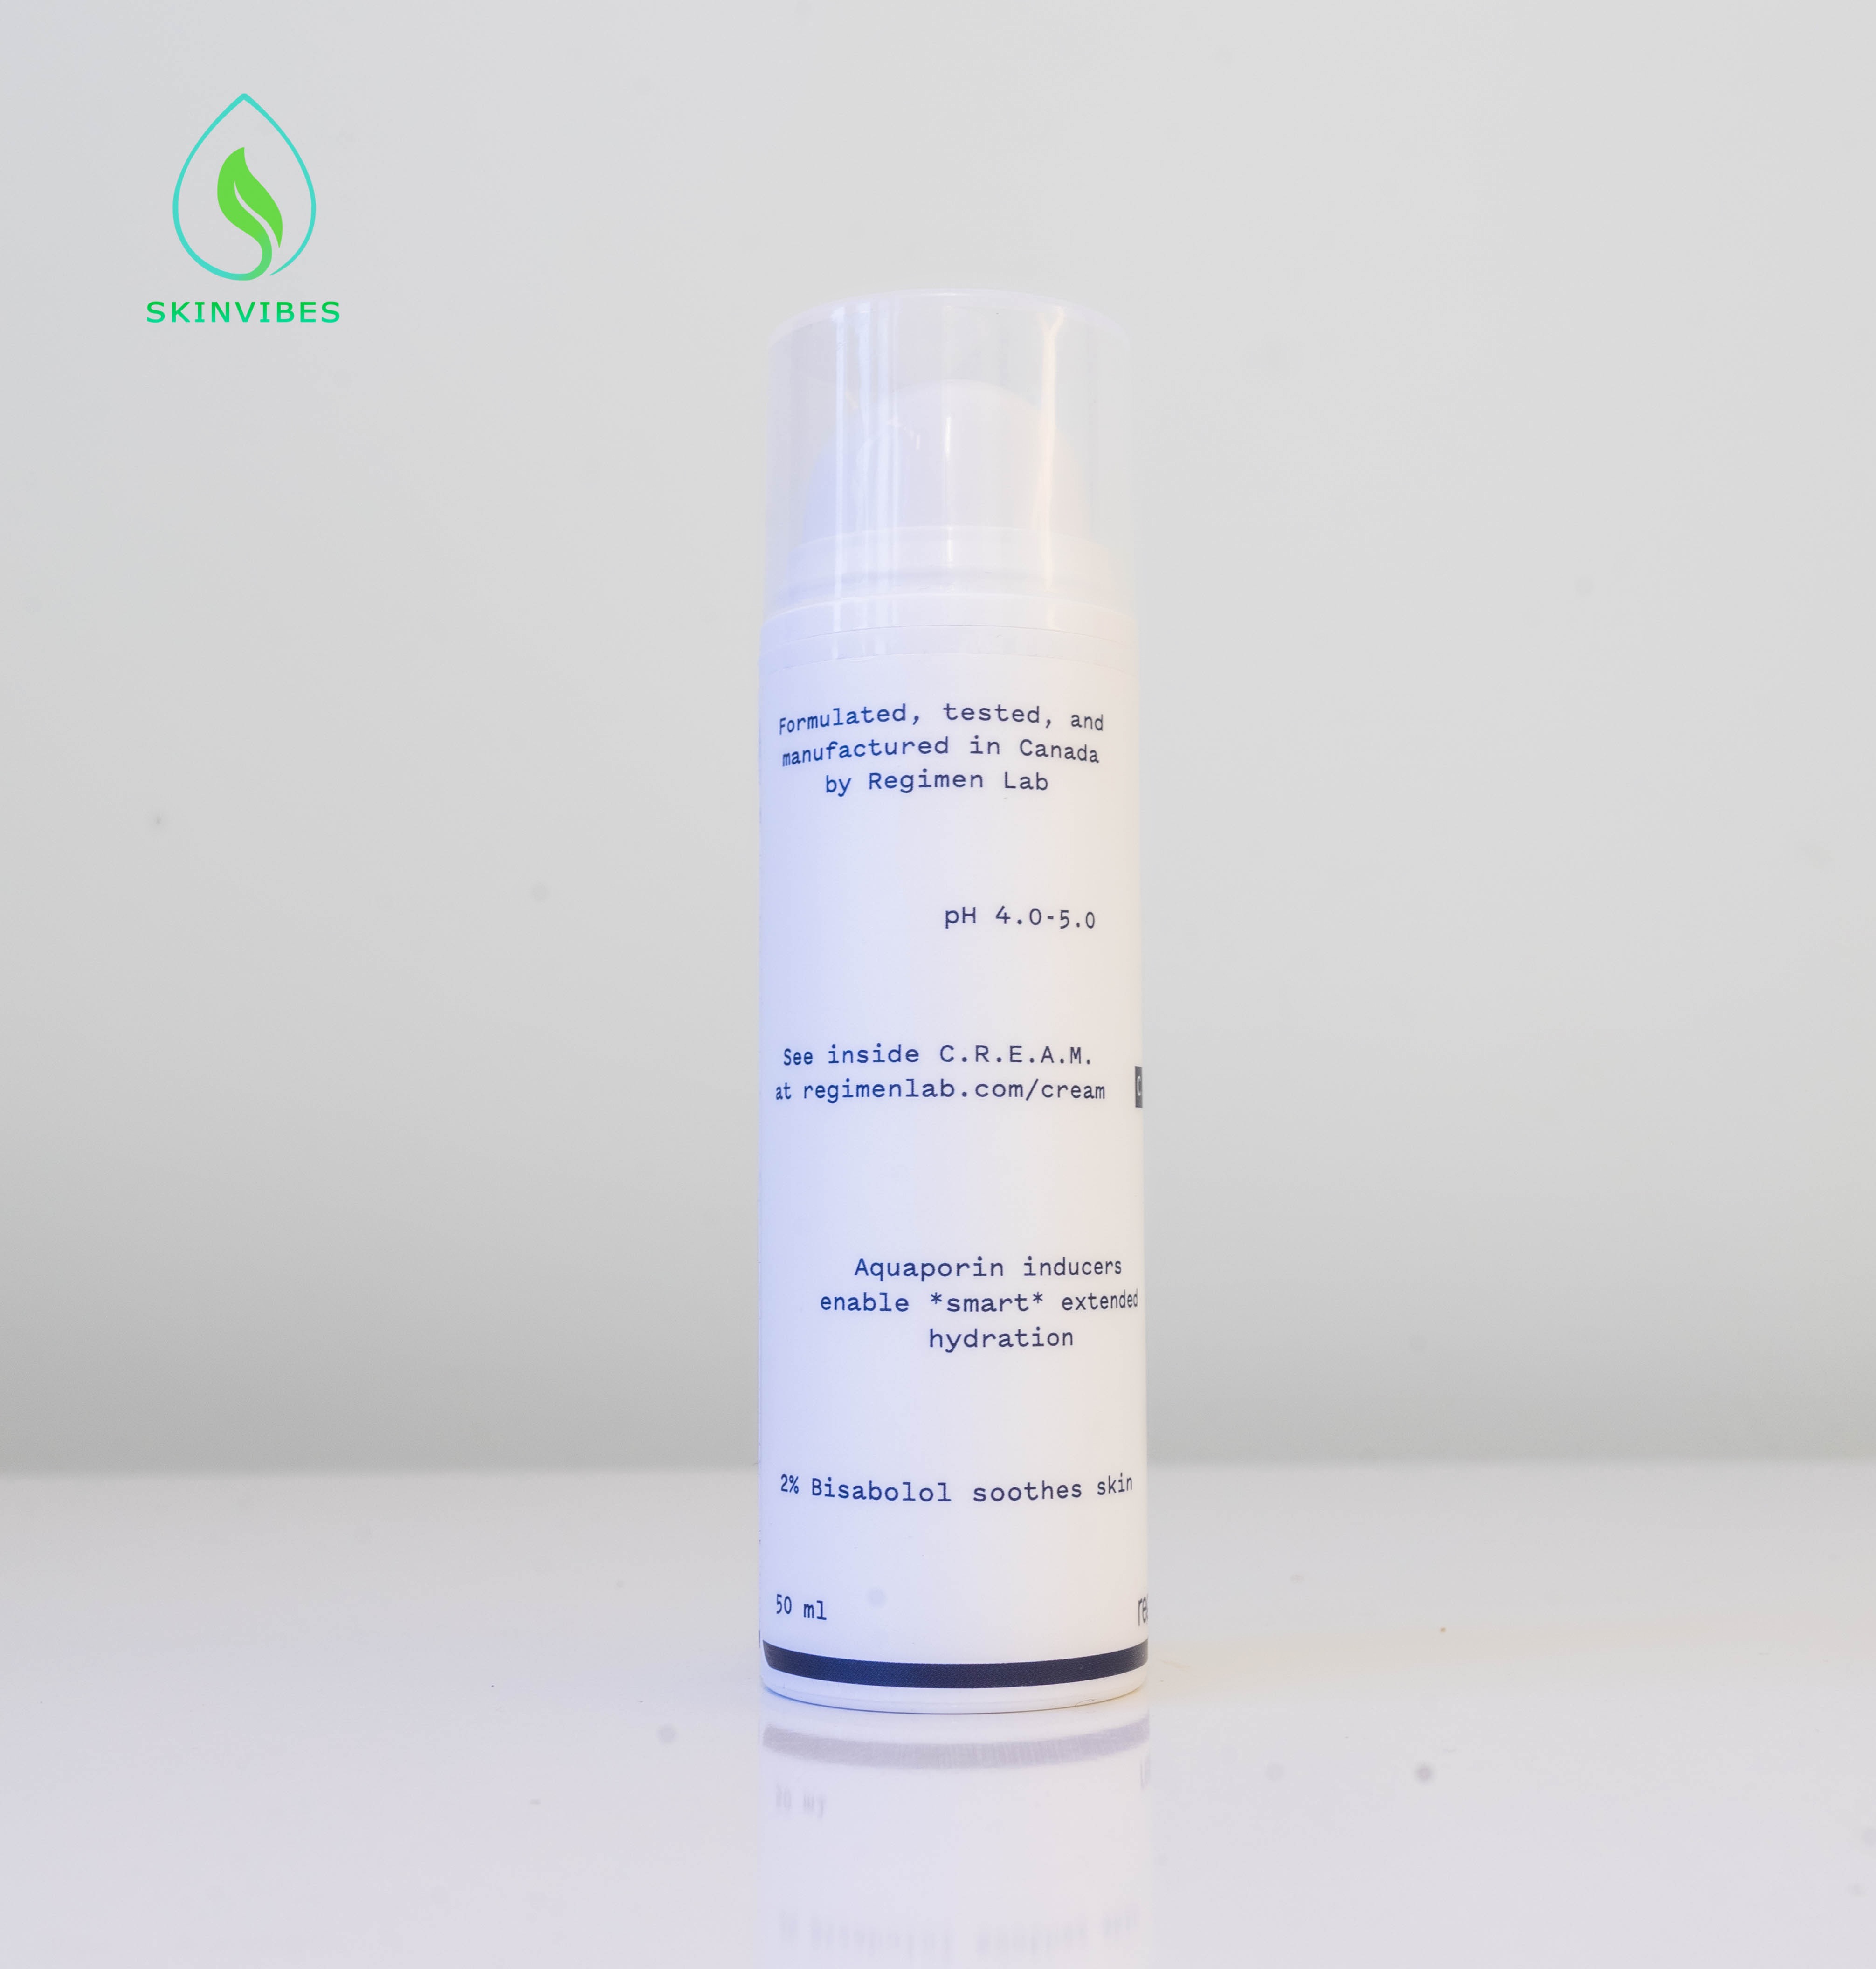 SKINVIBES
Formulated, tested, and
manufactured in Canada
by Regimen Lab
pH 4.0-5.0
See inside C.R.E.A.M.
at regimenlab.com/cream
Aquaporin inducers
enable *smart* extended
hydration
2% Bisabolol soothes skin
50 ml